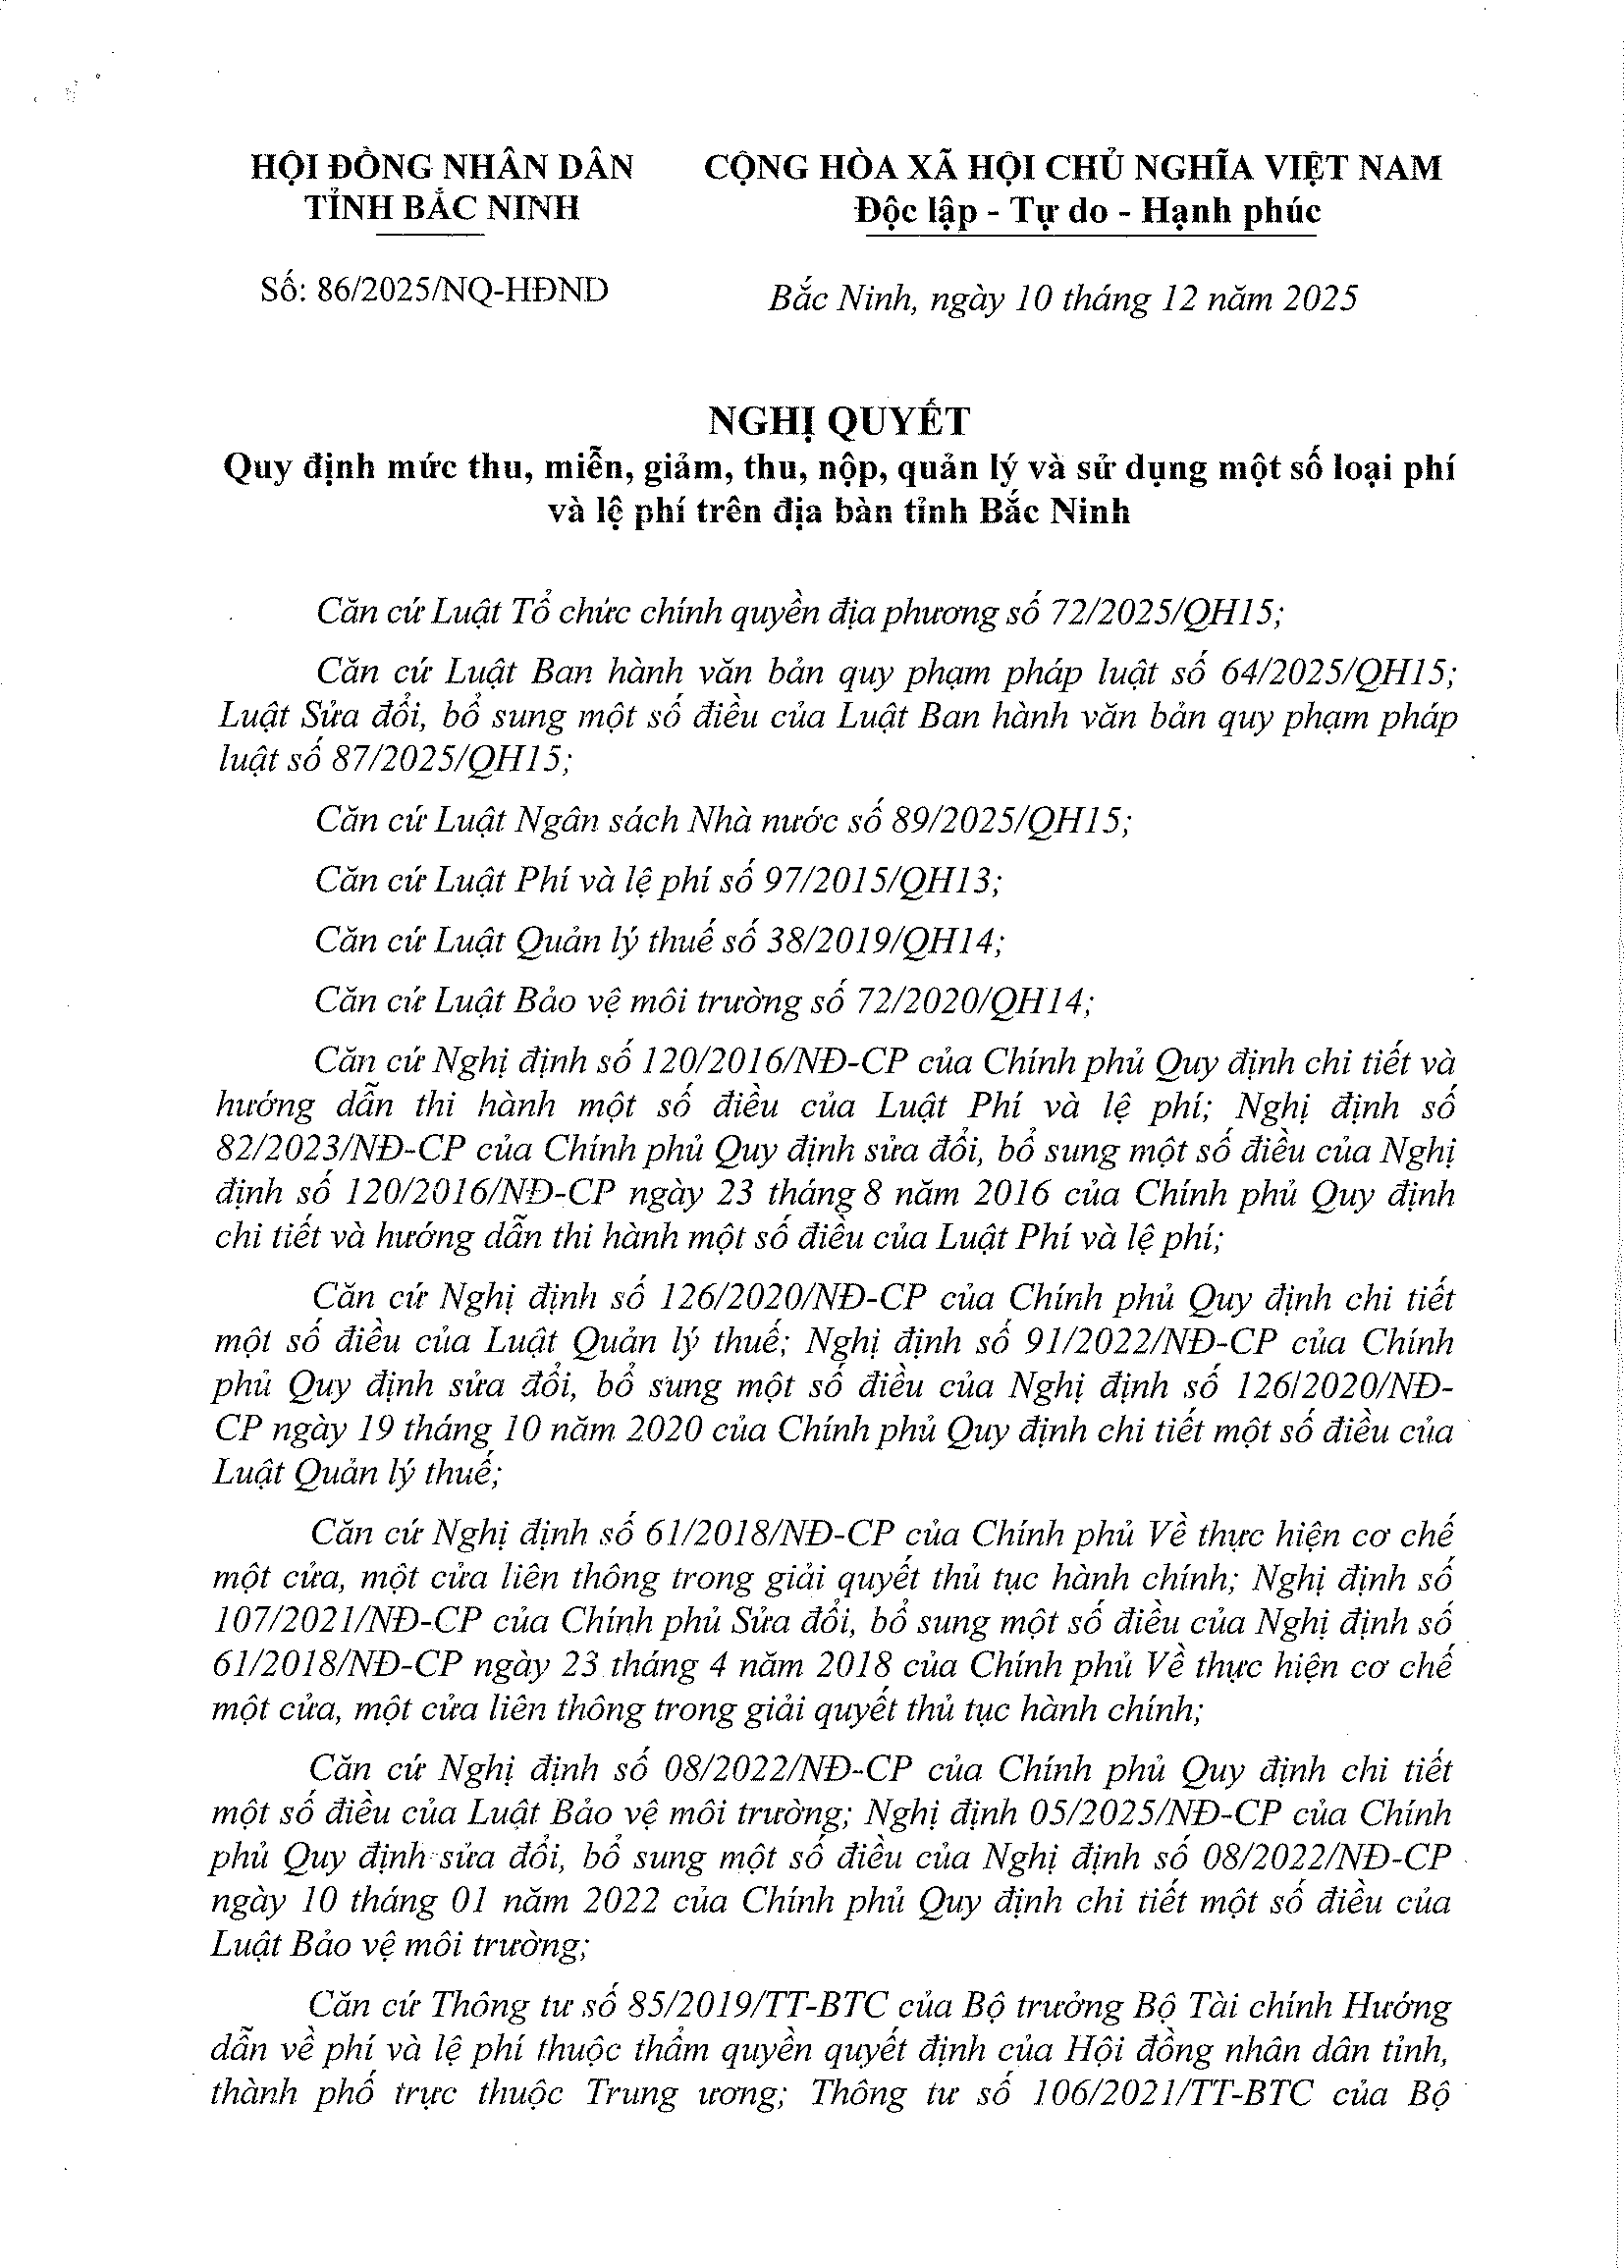 HỘI ĐỒNG NHÂN DÂN
TỈNH BẮC NINH
Số: 86/2025/NQ-HĐND
CỘNG HÒA XÃ HỘI CHỦ NGHĨA VIỆT NAM
Độc lập - Tự do - Hạnh phúc
Bắc Ninh, ngày 10 tháng 12 năm 2025
NGHỊ QUYẾT
Quy định mức thu, miễn, giảm, thu, nộp, quản lý và sử dụng một số loại phí
và lệ phí trên địa bàn tỉnh Bắc Ninh
Căn cứ Luật Tổ chức chính quyền địa phương số 72/2025/QH15;
Căn cứ Luật Ban hành văn bản quy phạm pháp luật số 64/2025/QH15;
Luật Sửa đổi, bổ sung một số điều của Luật Ban hành văn bản quy phạm pháp
luật số 87/2025/QH15;
Căn cứ Luật Ngân sách Nhà nước số 89/2025/QH15;
Căn cứ Luật Phí và lệ phí số 97/2015/QH13;
Căn cứ Luật Quản lý thuế số 38/2019/QH14;
Căn cứ Luật Bảo vệ môi trường số 72/2020/QH14;
Căn cứ Nghị định số 120/2016/NĐ-CP của Chính phủ Quy định chi tiết và
hướng dẫn thi hành một số điều của Luật Phí và lệ phí; Nghị định số
82/2023/NĐ-CP của Chính phủ Quy định sửa đổi, bổ sung một số điều của Nghị
định số 120/2016/NĐ-CP ngày 23 tháng 8 năm 2016 của Chính phủ Quy định
chi tiết và hướng dẫn thi hành một số điều của Luật Phí và lệ phí;
Căn cứ Nghị định số 126/2020/NĐ-CP của Chính phủ Quy định chi tiết
một số điều của Luật Quản lý thuế; Nghị định số 91/2022/NĐ-CP của Chính
phủ Quy định sửa đổi, bổ sung một số điều của Nghị định số 126/2020/NĐ-
CP ngày 19 tháng 10 năm 2020 của Chính phủ Quy định chi tiết một số điều của
Luật Quản lý thuế;
Căn cứ Nghị định số 61/2018/NĐ-CP của Chính phủ Về thực hiện cơ chế
một cửa, một cửa liên thông trong giải quyết thủ tục hành chính; Nghị định số
107/2021/NĐ-CP của Chính phủ Sửa đổi, bổ sung một số điều của Nghị định số
61/2018/NĐ-CP ngày 23 tháng 4 năm 2018 của Chính phủ Về thực hiện cơ chế
một cửa, một cửa liên thông trong giải quyết thủ tục hành chính;
Căn cứ Nghị định số 08/2022/NĐ-CP của Chính phủ Quy định chi tiết
một số điều của Luật Bảo vệ môi trường; Nghị định 05/2025/NĐ-CP của Chính
phủ Quy định sửa đổi, bổ sung một số điều của Nghị định số 08/2022/NĐ-CP
ngày 10 tháng 01 năm 2022 của Chính phủ Quy định chi tiết một số điều của
Luật Bảo vệ môi trường;
Căn cứ Thông tư số 85/2019/TT-BTC của Bộ trưởng Bộ Tài chính Hướng
dẫn về phí và lệ phí thuộc thẩm quyền quyết định của Hội đồng nhân dân tỉnh,
thành phố trực thuộc Trung ương; Thông tư số 106/2021/TT-BTC của Bộ